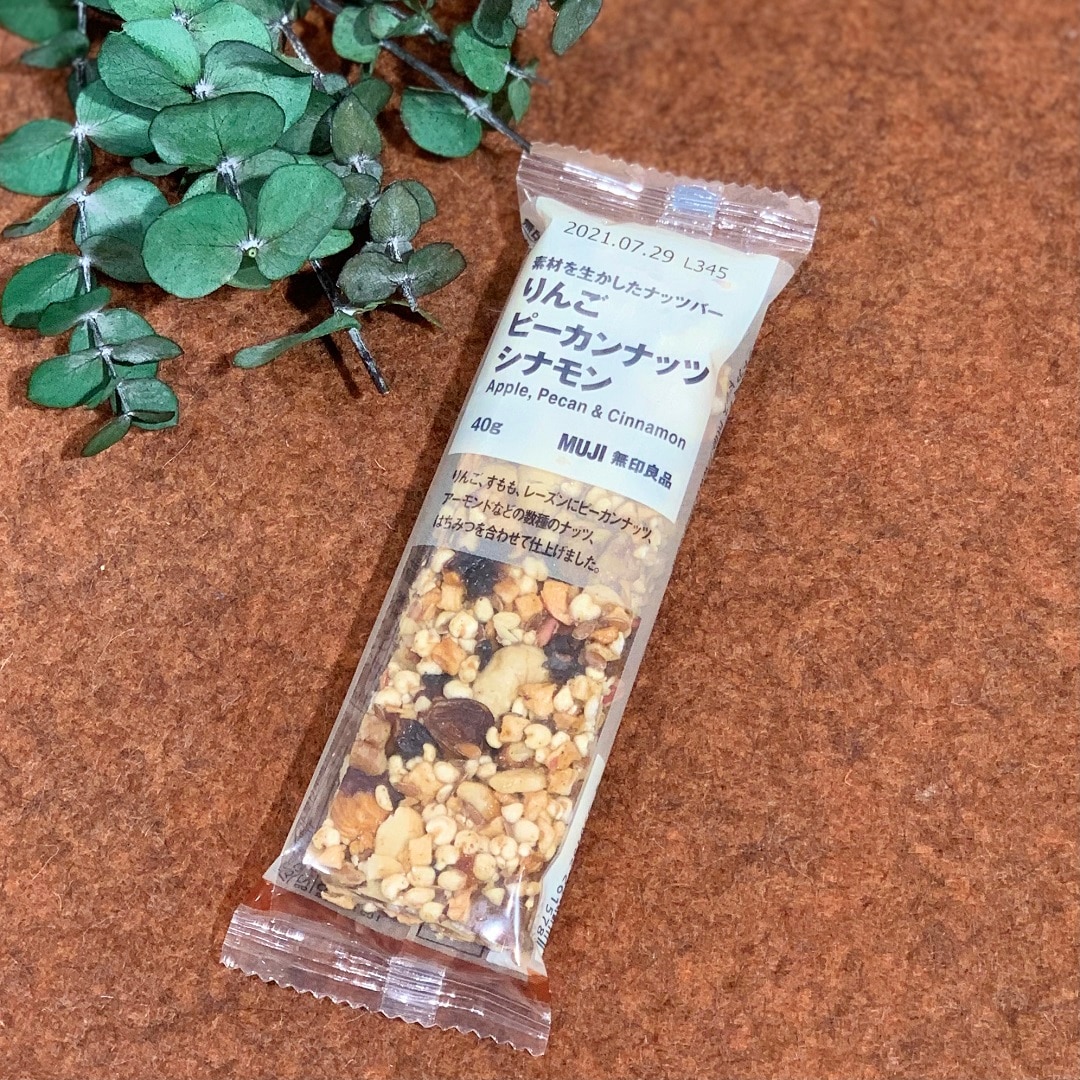 2021.07.29 L345
素材を生かしたナッツバー
りんご
ピーカンナッツ
シナモン
Apple, Pecan & Cinnamon
40g
MUJI 無印良品
りんご、すもも、レーズンにピーカンナッツ、
アーモンドなどの数種のナッツ、
はちみつを合わせて仕上げました。